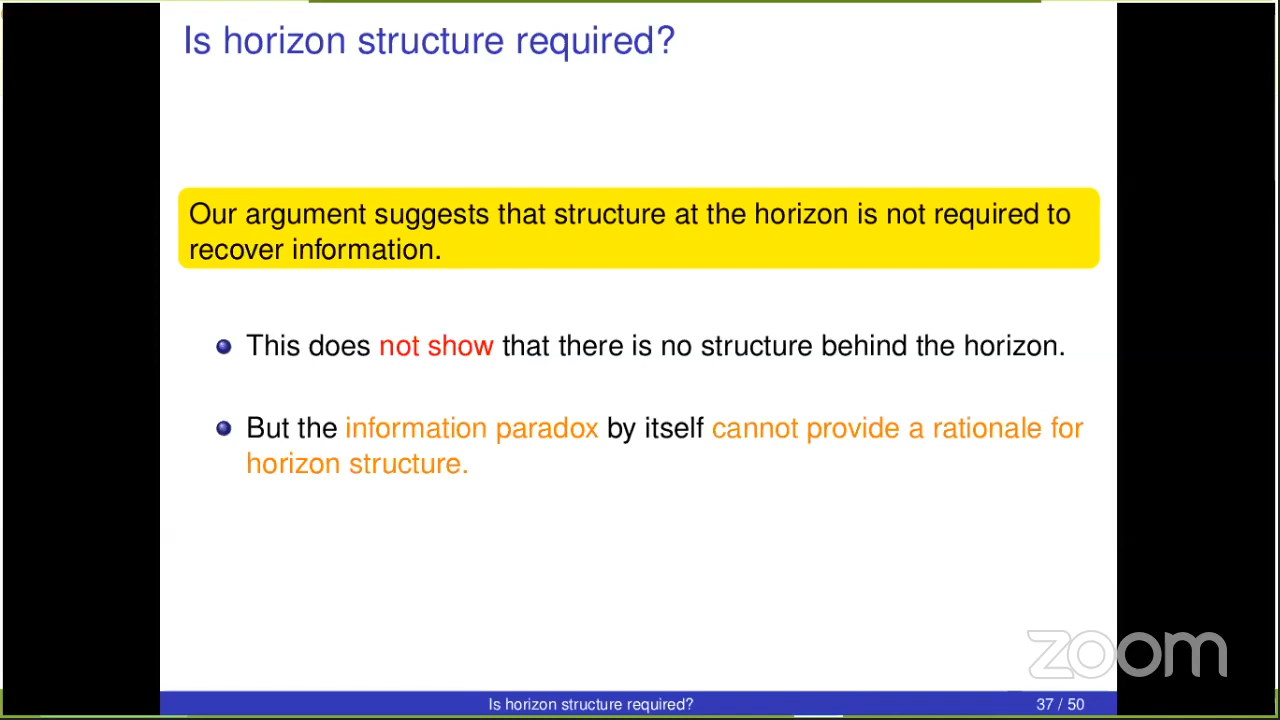 Is horizon structure required?
Our argument suggests that structure at the horizon is not required to
recover information.
This does not show that there is no structure behind the horizon.
But the information paradox by itself cannot provide a rationale for
horizon structure.
zoom
Is horizon structure required? 37 / 50